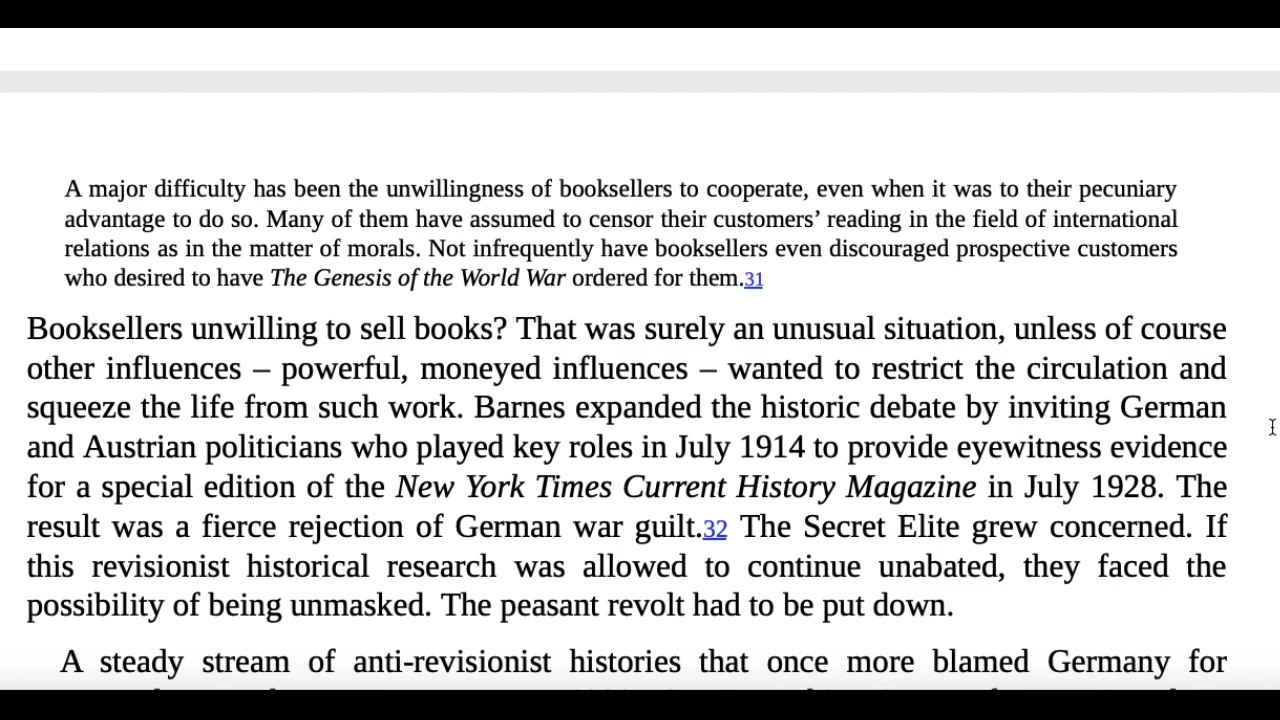 A major difficulty has been the unwillingness of booksellers to cooperate, even when it was to their pecuniary
advantage to do so. Many of them have assumed to censor their customers’ reading in the field of international
relations as in the matter of morals. Not infrequently have booksellers even discouraged prospective customers
who desired to have The Genesis of the World War ordered for them.31
Booksellers unwilling to sell books? That was surely an unusual situation, unless of course
other influences – powerful, moneyed influences – wanted to restrict the circulation and
squeeze the life from such work. Barnes expanded the historic debate by inviting German
and Austrian politicians who played key roles in July 1914 to provide eyewitness evidence
for a special edition of the New York Times Current History Magazine in July 1928. The
result was a fierce rejection of German war guilt.32 The Secret Elite grew concerned. If
this revisionist historical research was allowed to continue unabated, they faced the
possibility of being unmasked. The peasant revolt had to be put down.
A steady stream of anti-revisionist histories that once more blamed Germany for